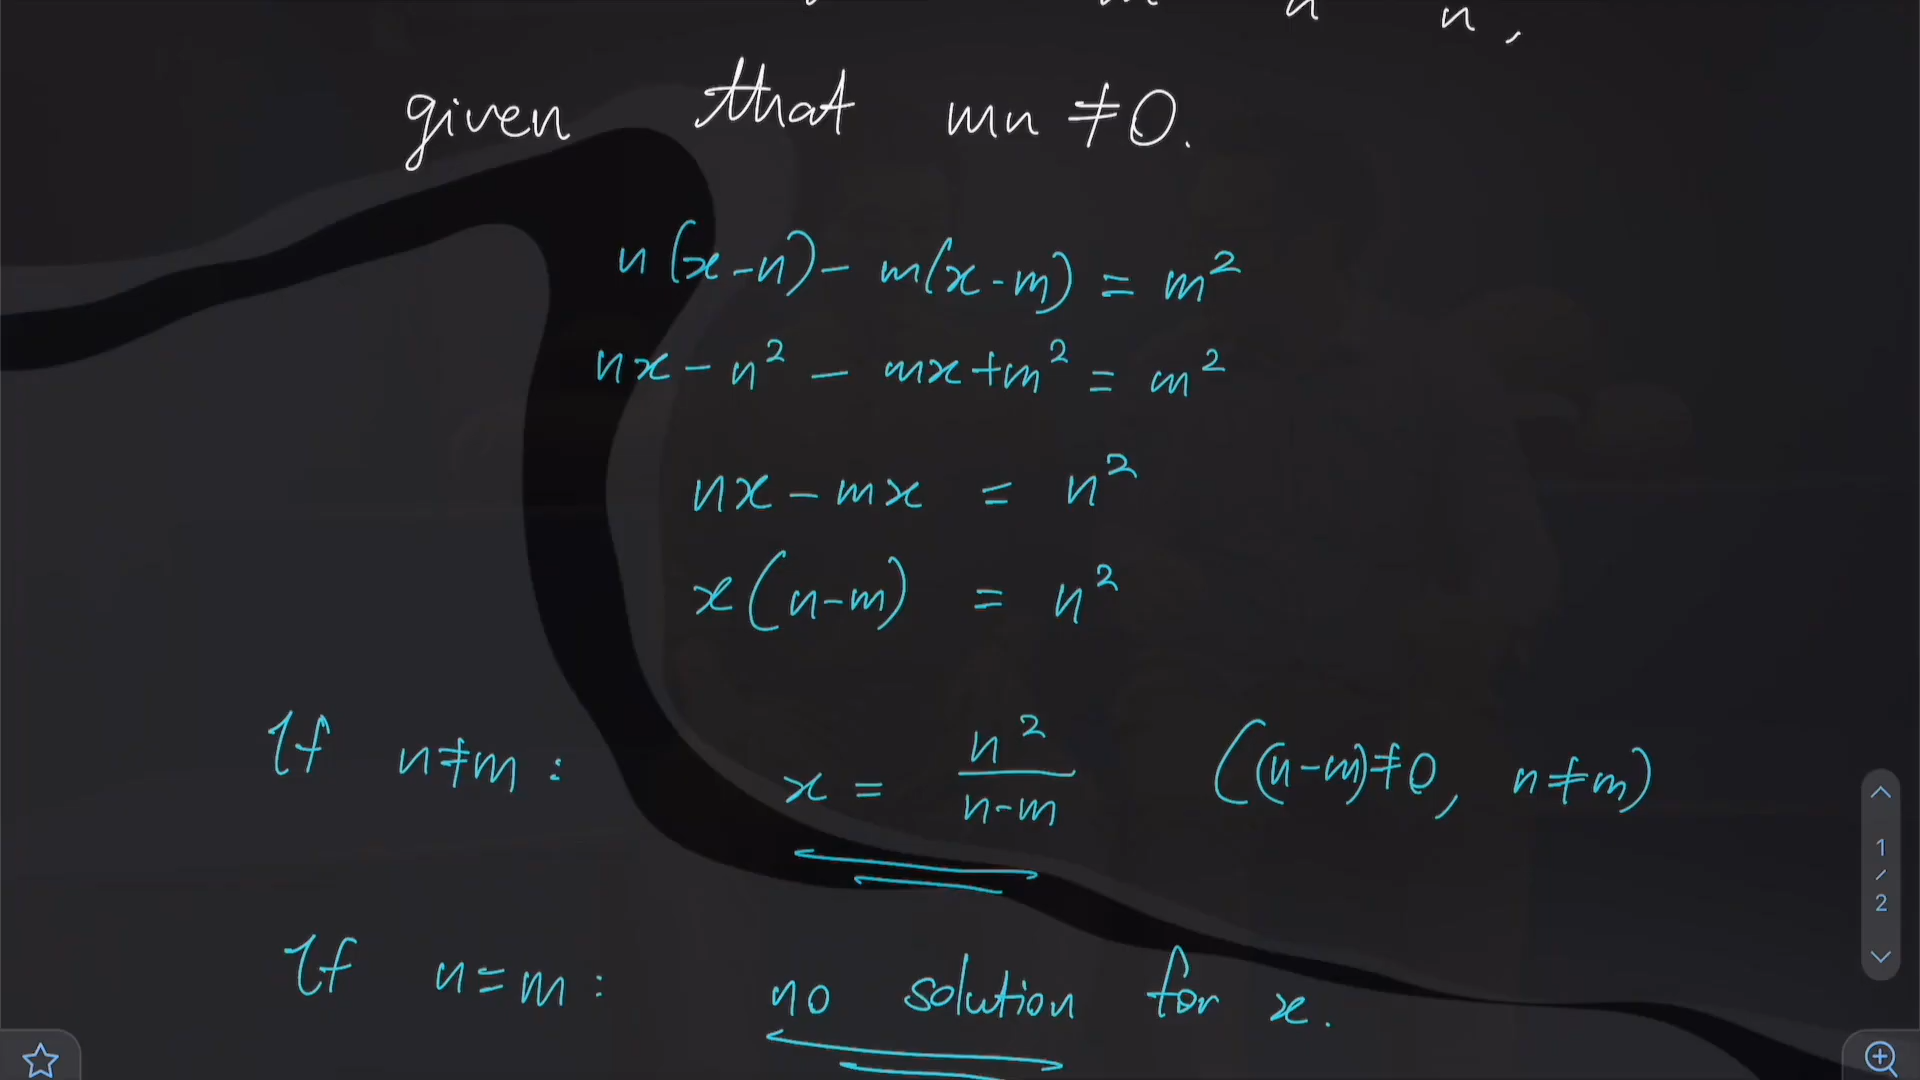 n,
given that mn ≠ 0.
n(x-n) - m(x-m) = m²
nx - n² - mx + m² = m²
nx - mx = n²
x(n-m) = n²
If n≠m : x = n²/(n-m) ((n-m)≠0, n≠m)
1
/
2
If n=m : no solution for x.